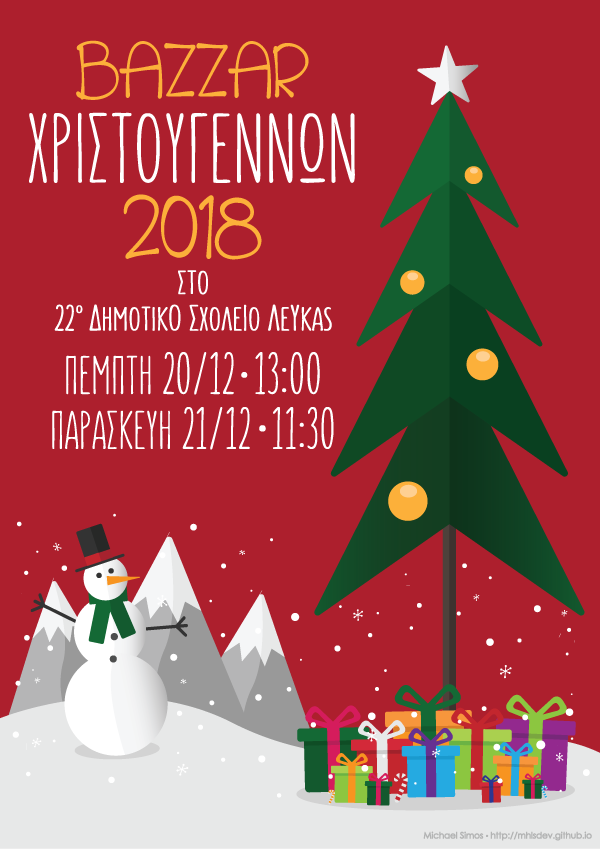 BAZZAR
ΧΡΙΣΤΟΥΓΕΝΝΩΝ
2018
ΣΤΟ
22ο ΔΗΜΟΤΙΚΟ ΣΧΟΛΕΙΟ ΛΕΥΚΑΣ
ΠΕΜΠΤΗ 20/12 • 13:00
ΠΑΡΑΣΚΕΥΗ 21/12 • 11:30
Michael Simos • http://mhisdev.github.io